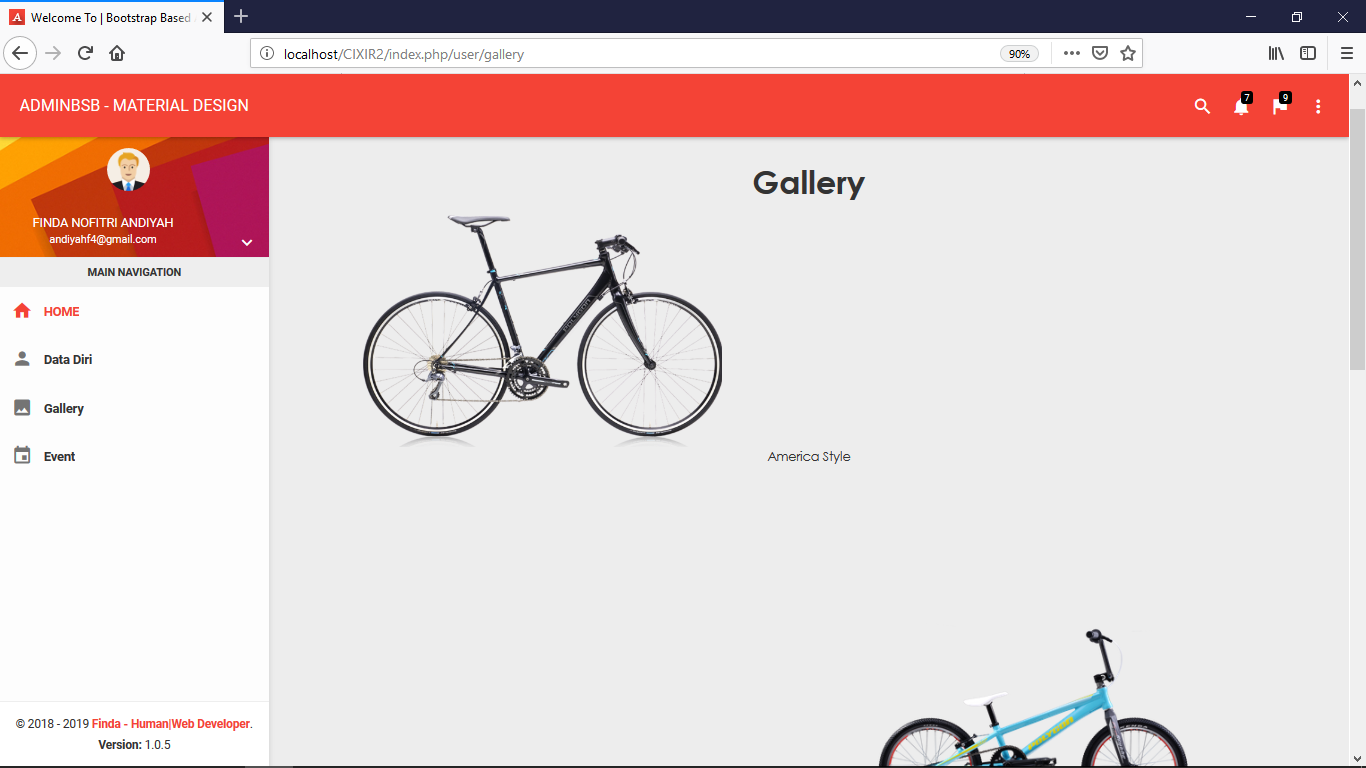 Welcome To | Bootstrap Based
localhost/CIXIR2/index.php/user/gallery
90%
ADMINBSB - MATERIAL DESIGN
7
9
FINDA NOFITRI ANDIYAH
andiyahf4@gmail.com
MAIN NAVIGATION
HOME
Data Diri
Gallery
Event
© 2018 - 2019 Finda - Human|Web Developer.
Version: 1.0.5
Gallery
America Style
POLYGON